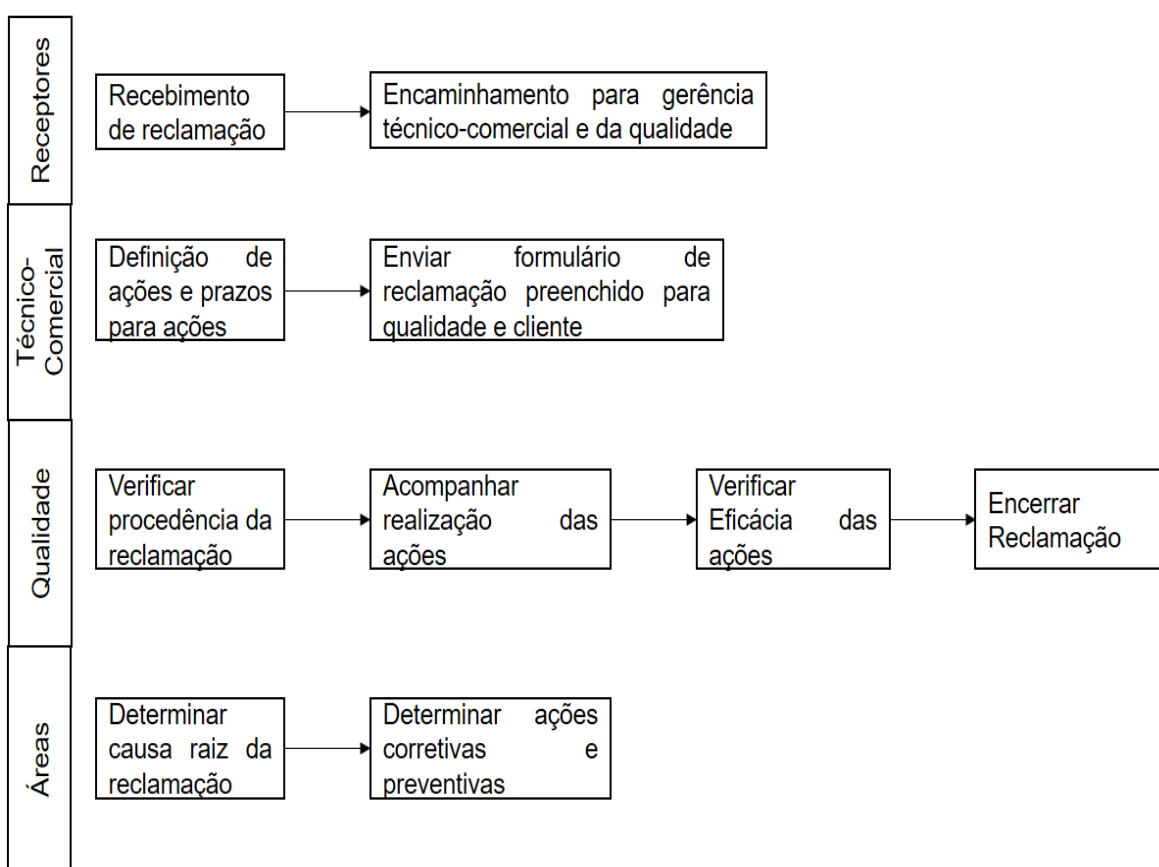 Receptores
Recebimento
de reclamação
Encaminhamento para gerência
técnico-comercial e da qualidade
Técnico-
Comercial
Definição de
ações e prazos
para ações
Enviar formulário de
reclamação preenchido para
qualidade e cliente
Qualidade
Verificar
procedência da
reclamação
Acompanhar
realização das
ações
Verificar
Eficácia das
ações
Encerrar
Reclamação
Áreas
Determinar
causa raiz da
reclamação
Determinar ações
corretivas e
preventivas